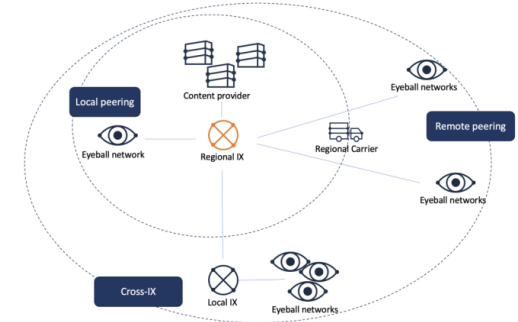 Eyeball networks
Content provider
Local peering
Remote peering
Eyeball network
Regional IX
Regional Carrier
Eyeball networks
Cross-IX
Local IX
Eyeball networks